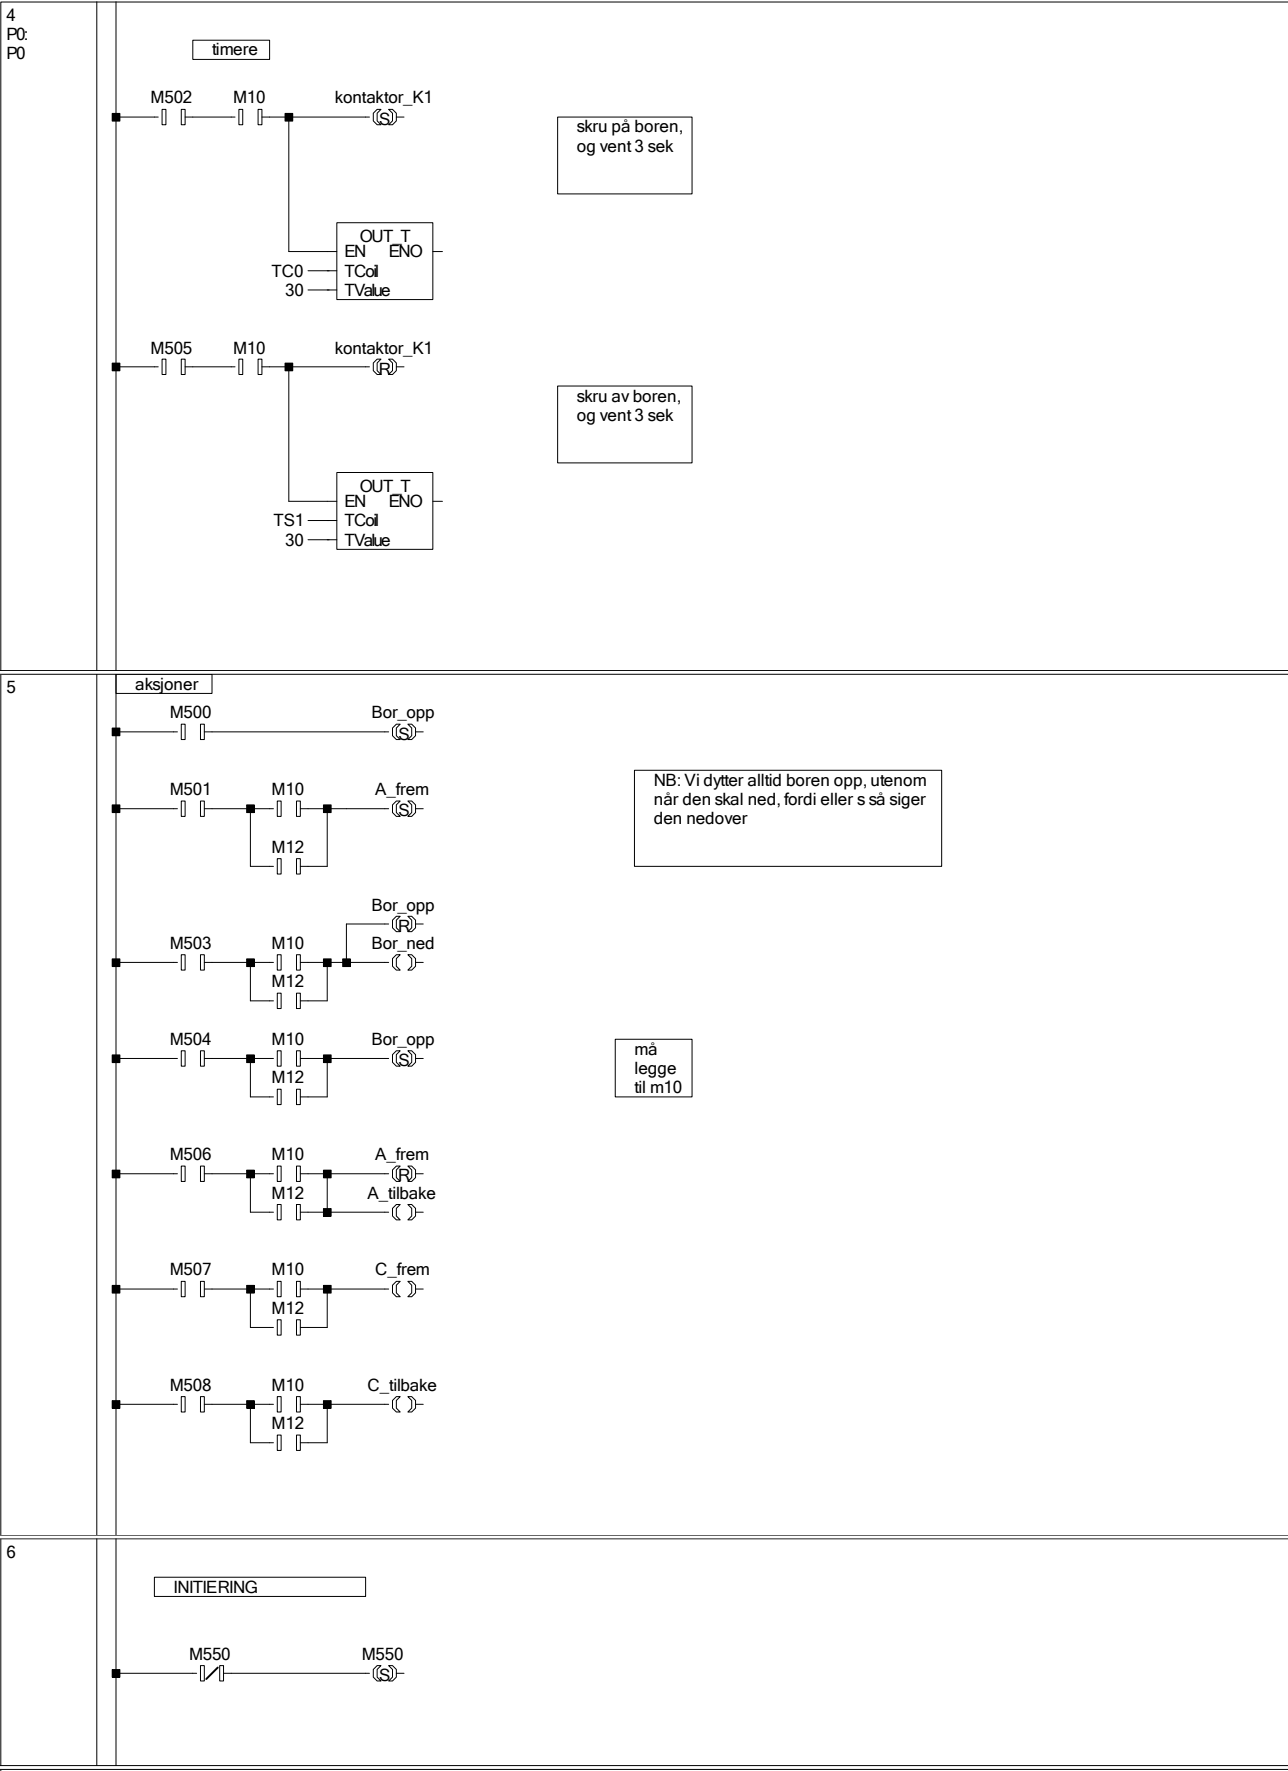 4
P0:
P0
timere
M502 M10 kontaktor_K1
(S)
skru på boren,
og vent 3 sek
OUT_T
EN ENO
TC0 TCoil
30 TValue
M505 M10 kontaktor_K1
(R)
skru av boren,
og vent 3 sek
OUT_T
EN ENO
TS1 TCoil
30 TValue
5
aksjoner
M500 Bor_opp
(S)
M501 M10 A_frem
(S)
M12
NB: Vi dytter alltid boren opp, utenom
når den skal ned, fordi eller s så siger
den nedover
Bor_opp
(R)
M503 M10 Bor_ned
M12
M504 M10 Bor_opp
(S)
M12
må
legge
til m10
M506 M10 A_frem
(R)
M12 A_tilbake
M507 M10 C_frem
M12
M508 M10 C_tilbake
M12
6
INITIERING
M550 M550
(S)